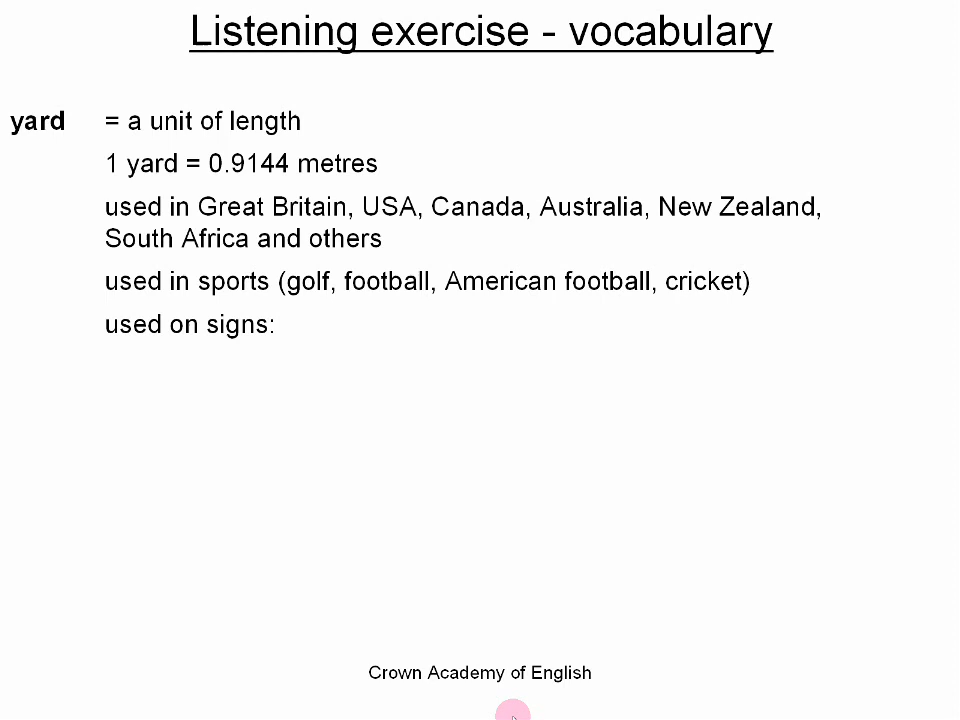 Listening exercise - vocabulary
yard = a unit of length
1 yard = 0.9144 metres
used in Great Britain, USA, Canada, Australia, New Zealand,
South Africa and others
used in sports (golf, football, American football, cricket)
used on signs:
Crown Academy of English